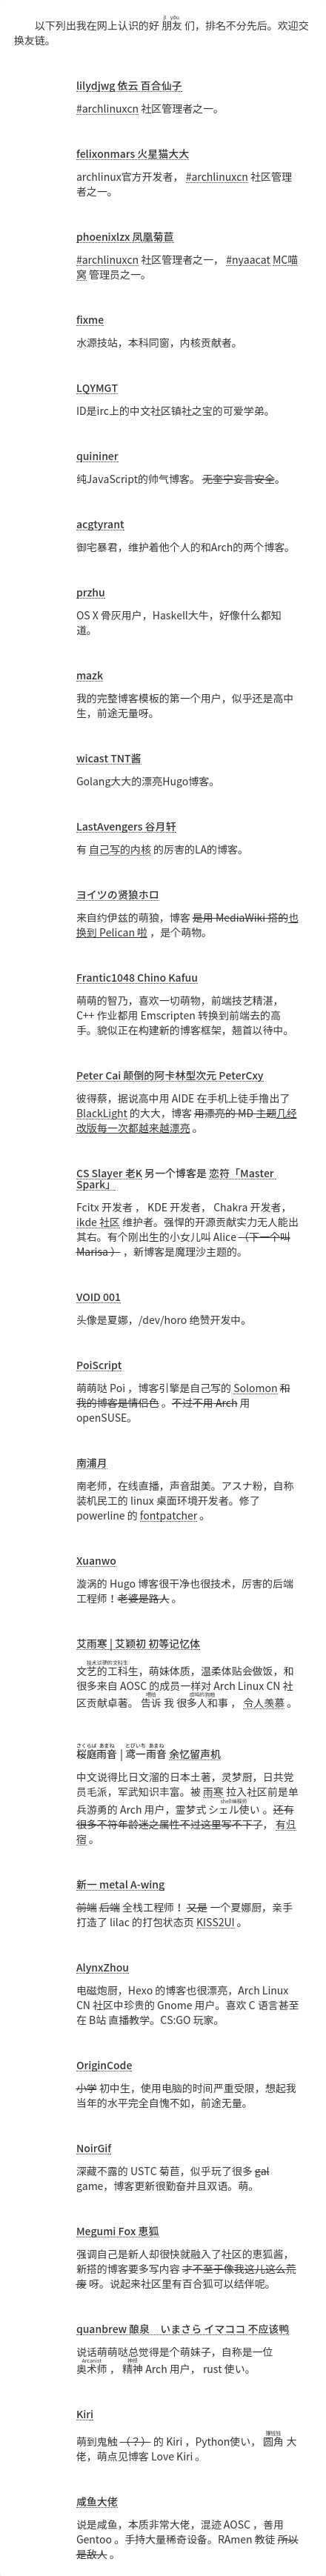 以下列出我在网上认识的好 朋友 们，排名不分先后。欢迎交
换友链。
lilydjwg 依云 百合仙子
#archlinuxcn 社区管理者之一。
felixonmars 火星猫大大
archlinux官方开发者， #archlinuxcn 社区管理
者之一。
phoenixlzx 凤凰菊苣
#archlinuxcn 社区管理者之一， #nyaacat MC喵
窝 管理员之一。
fixme
水源技站，本科同窗，内核贡献者。
LQYMGT
ID是irc上的中文社区镇社之宝的可爱学弟。
quininer
纯JavaScript的帅气博客。 无奎宁妄言安全。
acgtyrant
御宅暴君，维护着他个人的和Arch的两个博客。
przhu
OS X 骨灰用户，Haskell大牛，好像什么都知
道。
mazk
我的完整博客模板的第一个用户，似乎还是高中
生，前途无量呀。
wicast TNT酱
Golang大大的漂亮Hugo博客。
LastAvengers 谷月轩
有 自己写的内核 的厉害的LA的博客。
ヨイツの贤狼ホロ
来自约伊兹的萌狼，博客 是用 MediaWiki 搭的也
换到 Pelican 啦 ，是个萌物。
Frantic1048 Chino Kafuu
萌萌的智乃，喜欢一切萌物，前端技艺精湛，
C++ 作业都用 Emscripten 转换到前端去的高
手。貌似正在构建新的博客框架，翘首以待中。
Peter Cai 颠倒的阿卡林型次元 PeterCxy
彼得蔡，据说高中用 AIDE 在手机上徒手撸出了
BlackLight 的大大，博客 用漂亮的 MD 主题几经
改版每一次都越来越漂亮 。
CS Slayer 老K 另一个博客是 恋符「Master
Spark」
Fcitx 开发者 ， KDE 开发者， Chakra 开发者，
ikde 社区 维护者。强悍的开源贡献实力无人能出
其右。有个刚出生的小女儿叫 Alice （下一个叫
Marisa ） ，新博客是魔理沙主题的。
VOID 001
头像是夏娜，/dev/horo 绝赞开发中。
PoiScript
萌萌哒 Poi ，博客引擎是自己写的 Solomon 和
我的博客是情侣色 。不过不用 Arch 用
openSUSE。
南浦月
南老师，在线直播，声音甜美。アスナ粉，自称
装机民工的 linux 桌面环境开发者。修了
powerline 的 fontpatcher 。
Xuanwo
漩涡的 Hugo 博客很干净也很技术，厉害的后端
工程师！老婆是路人 。
艾雨寒 | 艾颖初 初等记忆体
文艺的工科生，萌妹体质，温柔体贴会做饭，和
很多来自 AOSC 的成员一样对 Arch Linux CN 社
区贡献卓著。 告诉 我 很多人和事 ， 令人羡慕 。
桜庭雨音 | 鸢一雨音 余忆留声机
中文说得比日文溜的日本土著，灵梦厨，日共党
员毛派，军武知识丰富。被 雨寒 拉入社区前是单
兵游勇的 Arch 用户，霊梦式 シェル使い 。还有
很多不符年龄迷之属性不过这里写不下了， 有归
宿 。
新一 metal A-wing
前端 后端 全栈工程师！ 又是 一个夏娜厨，亲手
打造了 lilac 的打包状态页 KISS2UI 。
AlynxZhou
电磁炮厨，Hexo 的博客也很漂亮，Arch Linux
CN 社区中珍贵的 Gnome 用户。喜欢 C 语言甚至
在 B站 直播教学。CS:GO 玩家。
OriginCode
小学 初中生，使用电脑的时间严重受限，想起我
当年的水平完全自愧不如，前途无量。
NoirGif
深藏不露的 USTC 菊苣，似乎玩了很多 gal
game，博客更新很勤奋并且双语。萌。
Megumi Fox 恵狐
强调自己是新人却很快就融入了社区的恵狐酱，
新搭的博客要多写内容 才不至于像我这儿这么荒
废 呀。说起来社区里有百合狐可以结伴呢。
quanbrew 酿泉　いまさら イマココ 不应该鸭
说话萌萌哒总觉得是个萌妹子，自称是一位
奥术师 ， 精神 Arch 用户， rust 使い。
Kiri
萌到鬼触 （？） 的 Kiri ，Python使い， 圆角 大
佬，萌点见博客 Love Kiri 。
咸鱼大佬
说是咸鱼，本质非常大佬，混迹 AOSC ，善用
Gentoo 。手持大量稀奇设备。RAmen 教徒 所以
是敌人 。